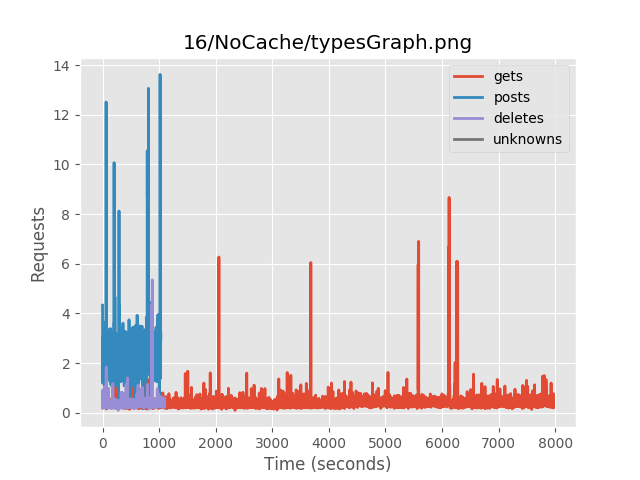 16/NoCache/typesGraph.png
14
12
10
8
6
4
2
0
Requests
gets
posts
deletes
unknowns
0 1000 2000 3000 4000 5000 6000 7000 8000
Time (seconds)